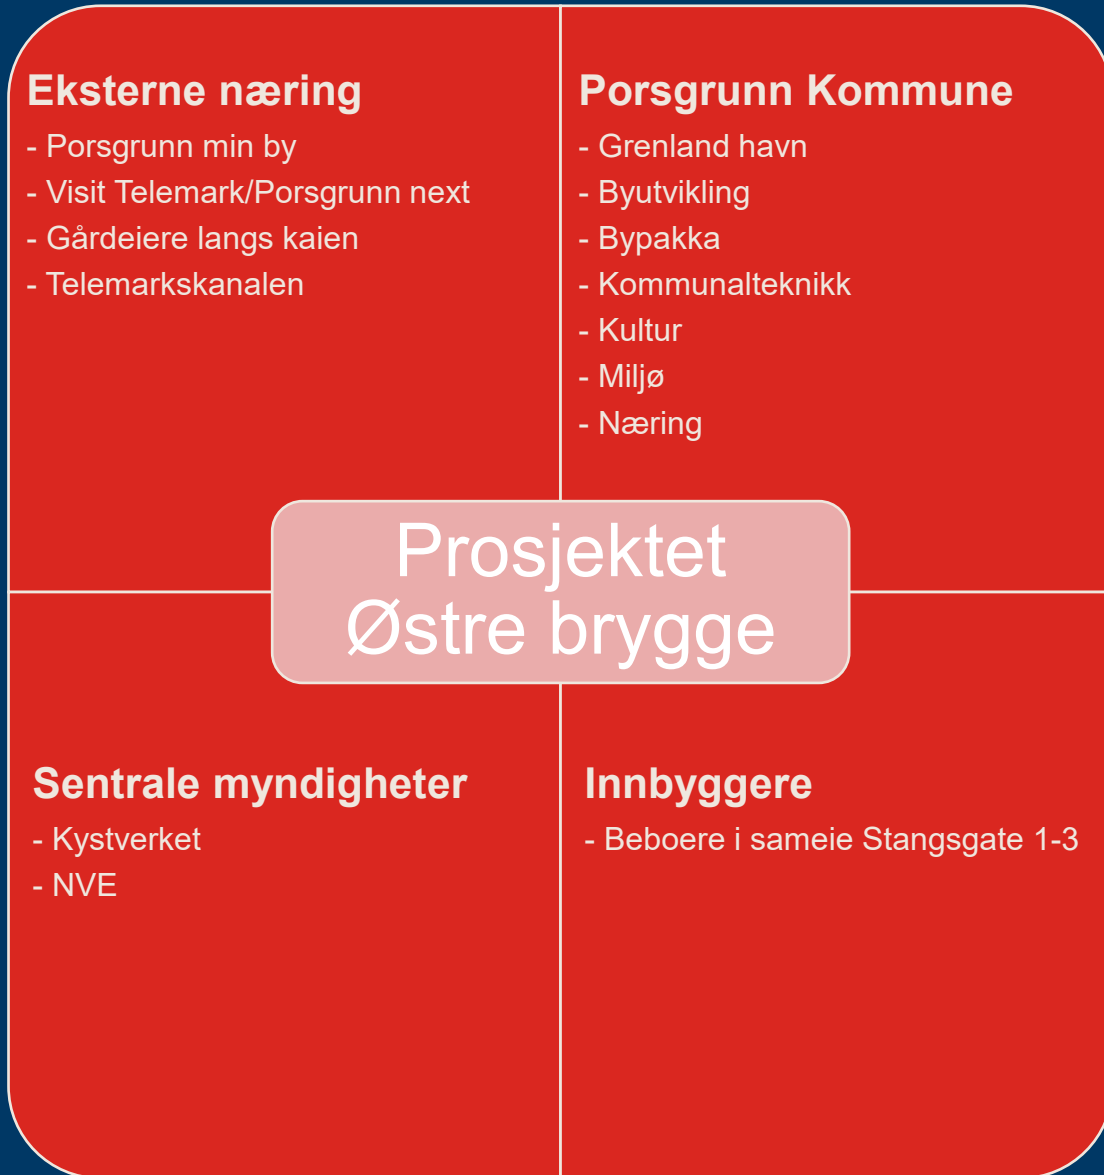 Eksterne næring
- Porsgrunn min by
- Visit Telemark/Porsgrunn next
- Gårdeiere langs kaien
- Telemarkskanalen
Porsgrunn Kommune
- Grenland havn
- Byutvikling
- Bypakka
- Kommunalteknikk
- Kultur
- Miljø
- Næring
Prosjektet
Østre brygge
Sentrale myndigheter
- Kystverket
- NVE
Innbyggere
- Beboere i sameie Stangsgate 1-3